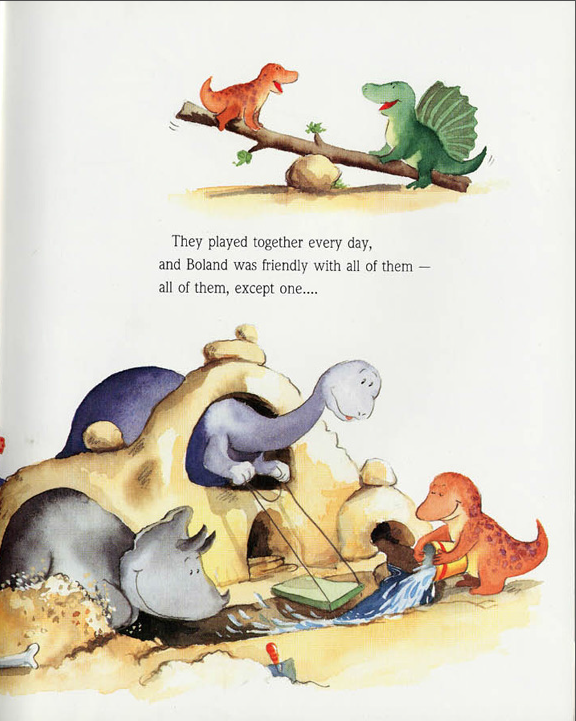 They played together every day,
and Boland was friendly with all of them —
all of them, except one....